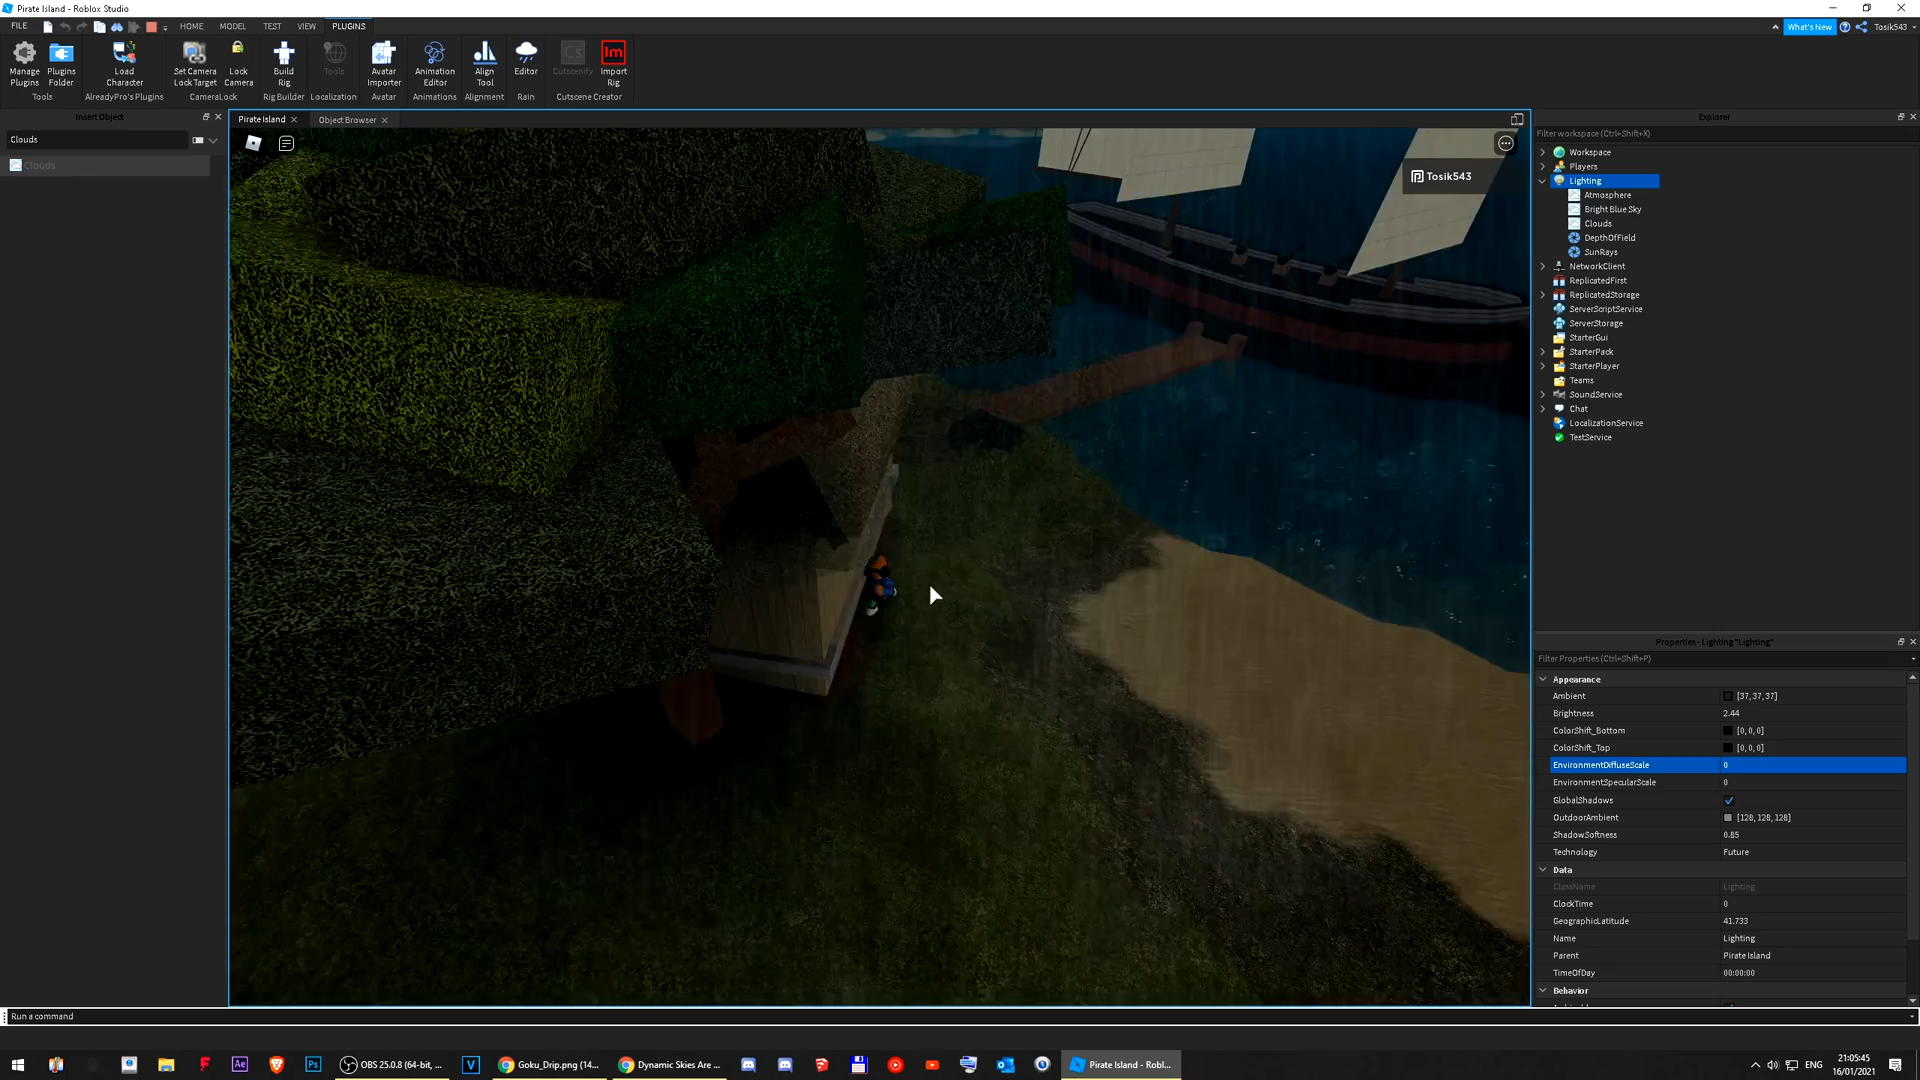 Pirate Island - Roblox Studio
FILE HOME MODEL TEST VIEW PLUGINS What's New Tosik543
Manage Plugins
Plugins Folder
Load Character
Set Camera Lock Target
Lock Camera
Build Rig
Tools
Avatar Importer
Animation Editor
Align Tool
Editor
Cs
Cutscenify
Im
Import Rig
Tools AlreadyPro's Plugins CameraLock Rig Builder Localization Avatar Animations Alignment Rain Cutscene Creator
Insert Object
Clouds
Clouds
Pirate Island
Object Browser
Tosik543
Explorer
Filter workspace (Ctrl+Shift+X)
Workspace
Players
Lighting
Atmosphere
Bright Blue Sky
Clouds
DepthOfField
SunRays
NetworkClient
ReplicatedFirst
ReplicatedStorage
ServerScriptService
ServerStorage
StarterGui
StarterPack
StarterPlayer
Teams
SoundService
Chat
LocalizationService
TestService
Properties - Lighting "Lighting"
Filter Properties (Ctrl+Shift+P)
Appearance
Ambient [37, 37, 37]
Brightness 2.44
ColorShift_Bottom [0, 0, 0]
ColorShift_Top [0, 0, 0]
EnvironmentDiffuseScale 0
EnvironmentSpecularScale 0
GlobalShadows
OutdoorAmbient [128, 128, 128]
ShadowSoftness 0.85
Technology Future
Data
ClassName Lighting
ClockTime 0
GeographicLatitude 41.733
Name Lighting
Parent Pirate Island
TimeOfDay 00:00:00
Behavior
Run a command
Ae
Ps
OBS 25.0.8 (64-bit, ...
V
Goku_Drip.png (14...
Dynamic Skies Are ...
Pirate Island - Robl...
ENG
21:05:45
16/01/2021